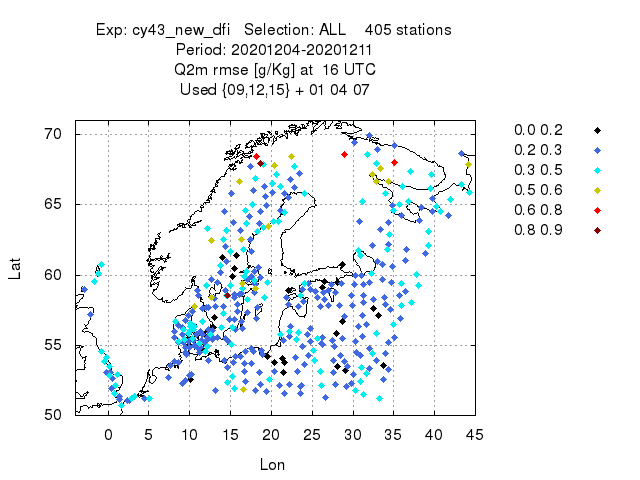 Exp: cy43_new_dfi Selection: ALL 405 stations
Period: 20201204-20201211
Q2m rmse [g/Kg] at 16 UTC
Used {09,12,15} + 01 04 07
0.0 0.2
0.2 0.3
0.3 0.5
0.5 0.6
0.6 0.8
0.8 0.9
70
65
60
55
50
Lat
0 5 10 15 20 25 30 35 40 45
Lon